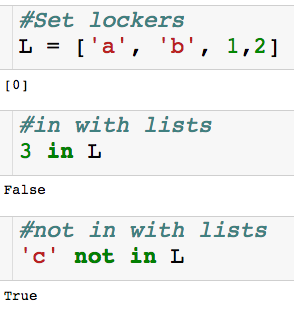 #Set lockers
L = ['a', 'b', 1,2]
[0]
#in with lists
3 in L
False
#not in with lists
'c' not in L
True